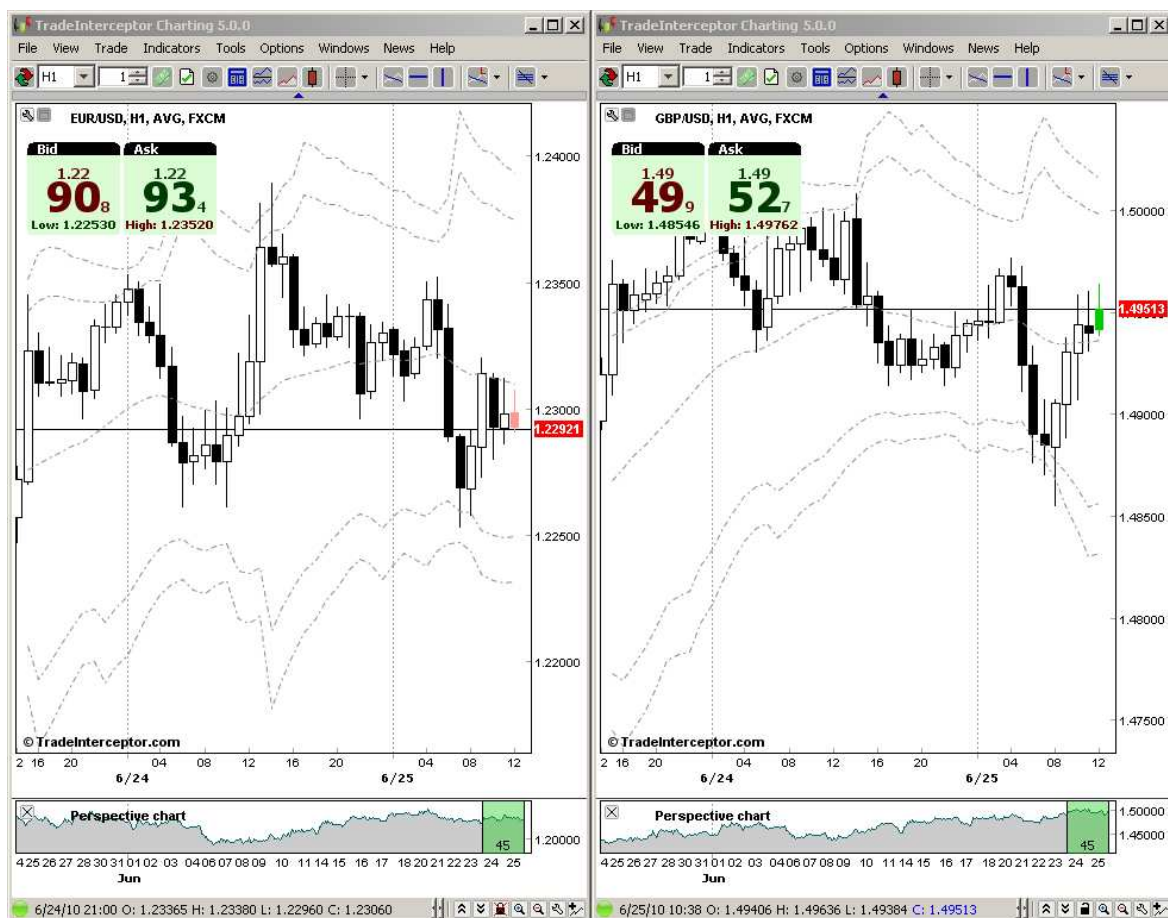 TradeInterceptor Charting 5.0.0
File View Trade Indicators Tools Options Windows News Help
H1 1
EUR/USD, H1, AVG, FXCM
Bid Ask
1.22 1.22
90 8 93 4
Low: 1.22530 High: 1.23520
1.24000
1.23500
1.23000
1.22921
1.22500
1.22000
© TradeInterceptor.com
2 16 20 04 08 12 16 20 04 08 12
6/24 6/25
Perspective chart
1.20000
45
4 25 26 27 28 30 31 01 02 03 04 06 07 08 09 10 11 14 15 16 17 18 20 21 22 23 24 25
Jun
6/24/10 21:00 O: 1.23365 H: 1.23380 L: 1.22960 C: 1.23060
TradeInterceptor Charting 5.0.0
File View Trade Indicators Tools Options Windows News Help
H1 1
GBP/USD, H1, AVG, FXCM
Bid Ask
1.49 1.49
49 9 52 7
Low: 1.48546 High: 1.49762
1.50000
1.49513
1.49000
1.48500
1.48000
1.47500
© TradeInterceptor.com
2 16 20 04 08 12 16 20 04 08 12
6/24 6/25
Perspective chart
1.50000
1.45000
45
4 25 26 27 28 30 31 01 02 03 04 06 07 08 09 10 11 14 15 16 17 18 20 21 22 23 24 25
Jun
6/25/10 10:38 O: 1.49406 H: 1.49636 L: 1.49384 C: 1.49513